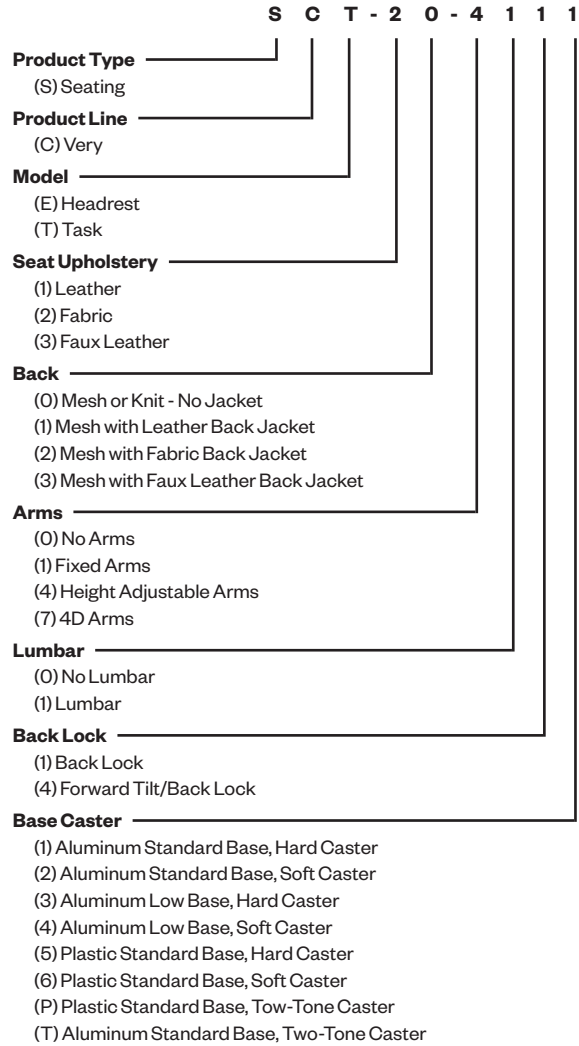 S C T - 2 0 - 4 1 1 1
Product Type
(S) Seating
Product Line
(C) Very
Model
(E) Headrest
(T) Task
Seat Upholstery
(1) Leather
(2) Fabric
(3) Faux Leather
Back
(0) Mesh or Knit - No Jacket
(1) Mesh with Leather Back Jacket
(2) Mesh with Fabric Back Jacket
(3) Mesh with Faux Leather Back Jacket
Arms
(0) No Arms
(1) Fixed Arms
(4) Height Adjustable Arms
(7) 4D Arms
Lumbar
(0) No Lumbar
(1) Lumbar
Back Lock
(1) Back Lock
(4) Forward Tilt/Back Lock
Base Caster
(1) Aluminum Standard Base, Hard Caster
(2) Aluminum Standard Base, Soft Caster
(3) Aluminum Low Base, Hard Caster
(4) Aluminum Low Base, Soft Caster
(5) Plastic Standard Base, Hard Caster
(6) Plastic Standard Base, Soft Caster
(P) Plastic Standard Base, Tow-Tone Caster
(T) Aluminum Standard Base, Two-Tone Caster